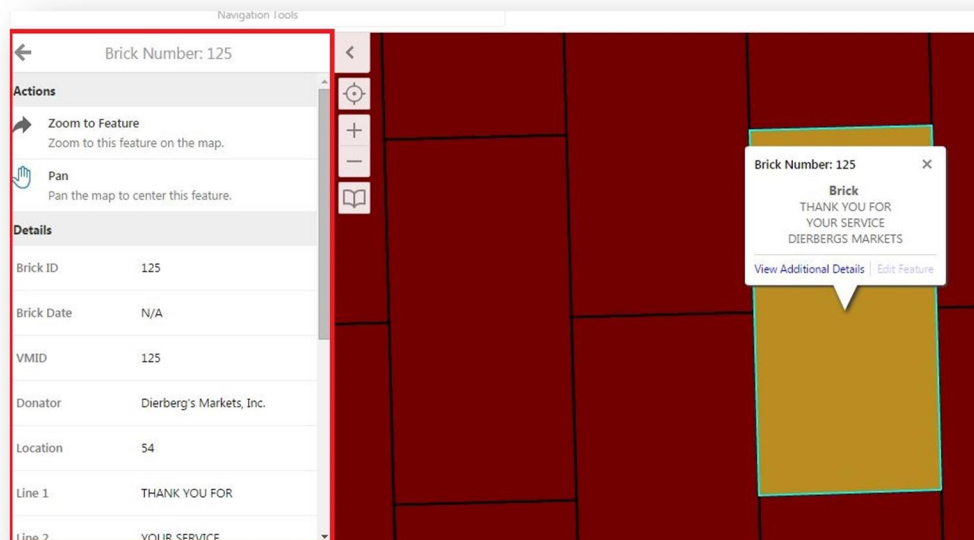 Navigation Tools
Brick Number: 125
Actions
Zoom to Feature
Zoom to this feature on the map.
Pan
Pan the map to center this feature.
Details
Brick ID 125
Brick Date N/A
VMID 125
Donator Dierberg's Markets, Inc.
Location 54
Line 1 THANK YOU FOR
Line 2 YOUR SERVICE
Brick Number: 125
Brick
THANK YOU FOR
YOUR SERVICE
DIERBERGS MARKETS
View Additional Details | Edit Feature